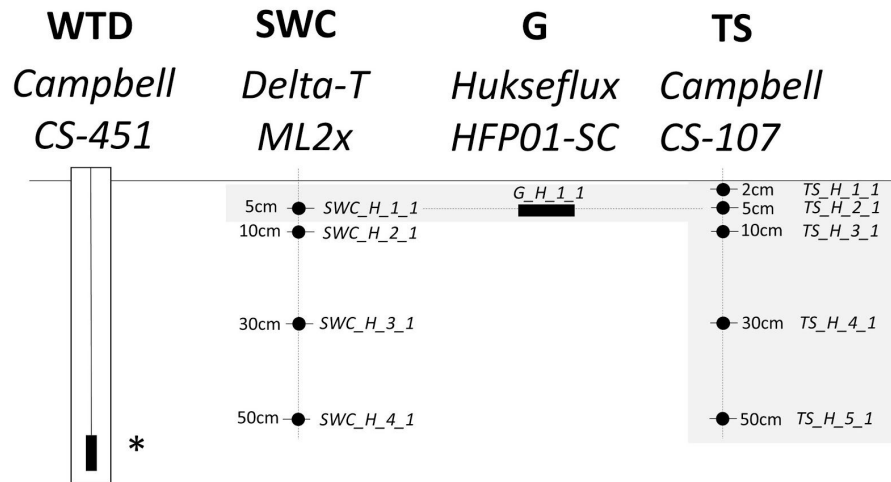 WTD SWC G TS
Campbell Delta-T Hukseflux Campbell
CS-451 ML2x HFP01-SC CS-107
G_H_1_1 2cm TS_H_1_1
5cm SWC_H_1_1 5cm TS_H_2_1
10cm SWC_H_2_1 10cm TS_H_3_1
30cm SWC_H_3_1 30cm TS_H_4_1
50cm SWC_H_4_1 50cm TS_H_5_1
*